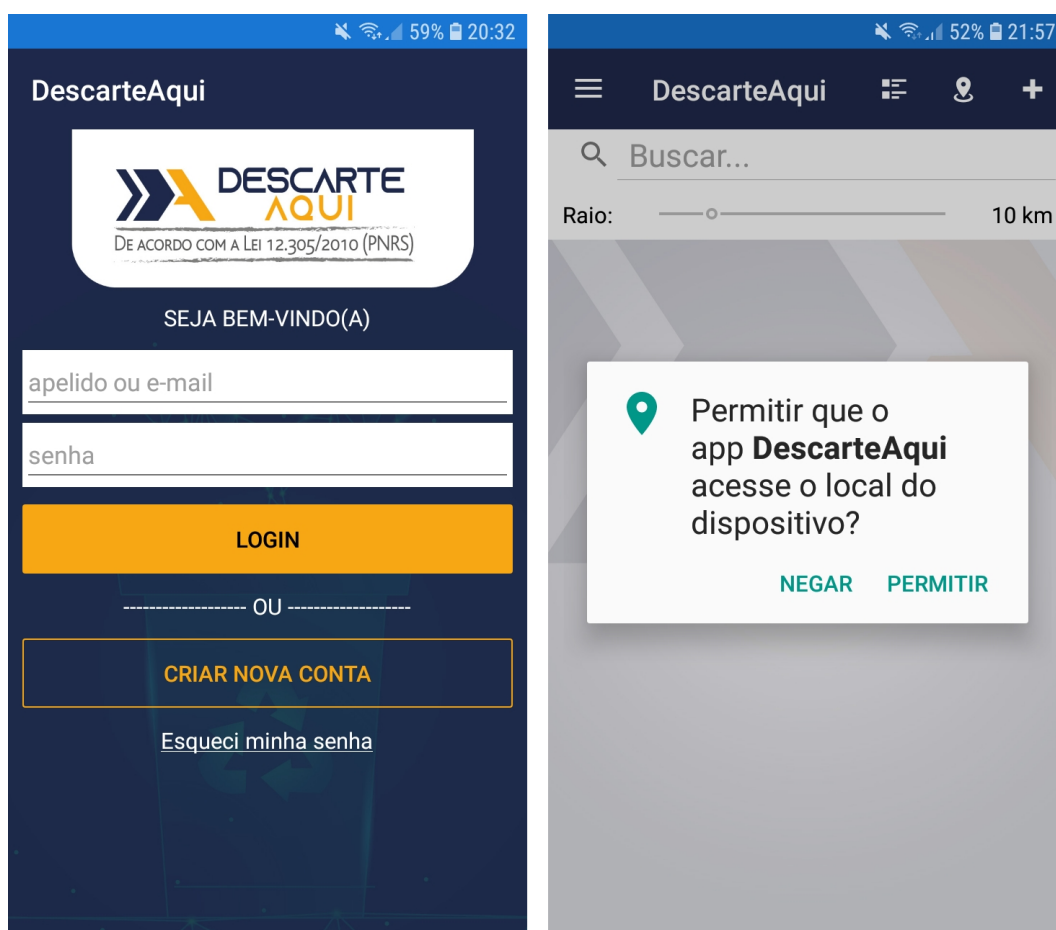 59% 20:32
DescarteAqui
DESCARTE
AQUI
DE ACORDO COM A LEI 12.305/2010 (PNRS)
SEJA BEM-VINDO(A)
apelido ou e-mail
senha
LOGIN
------------------- OU -------------------
CRIAR NOVA CONTA
Esqueci minha senha
52% 21:57
DescarteAqui
Buscar...
Raio: 10 km
Permitir que o
app DescarteAqui
acesse o local do
dispositivo?
NEGAR PERMITIR